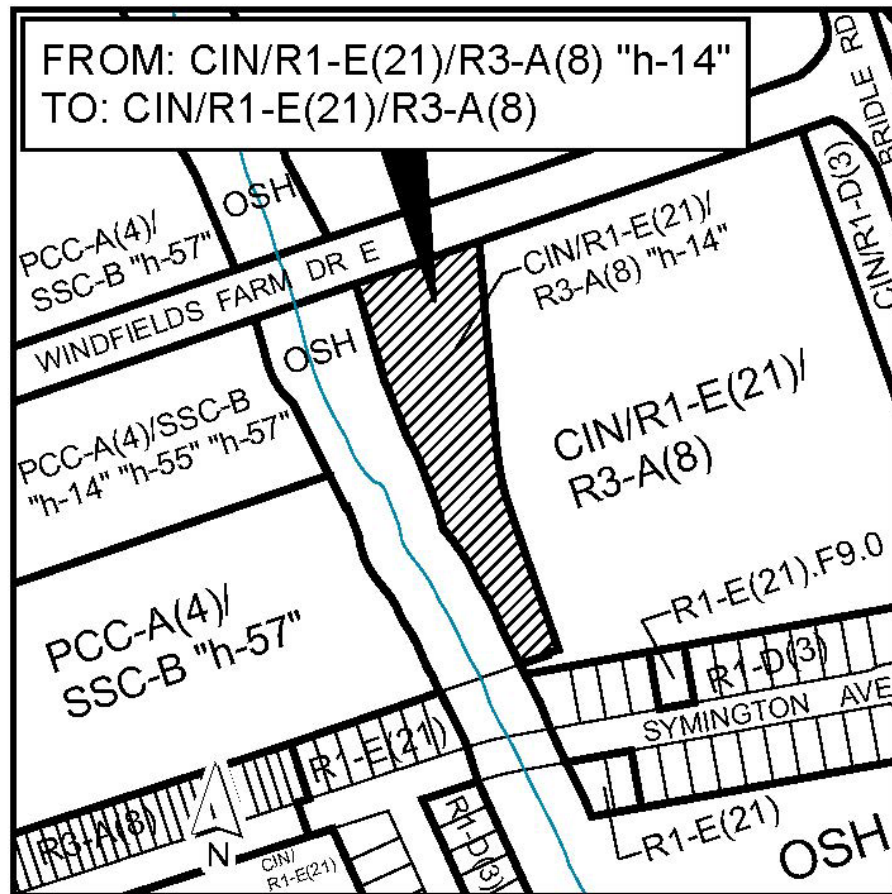 FROM: CIN/R1-E(21)/R3-A(8) "h-14"
TO: CIN/R1-E(21)/R3-A(8)
BRIDLE RD
OSH
PCC-A(4)/
SSC-B "h-57"
CIN/R1-E(21)/
R3-A(8) "h-14"
CIN/R1-D(3)
WINDFIELDS FARM DR E
OSH
PCC-A(4)/SSC-B
"h-14" "h-55" "h-57"
CIN/R1-E(21)/
R3-A(8)
PCC-A(4)/
SSC-B "h-57"
R1-E(21).F9.0
R1-D(3)
SYMINGTON AVE
R1-E(21)
R3-A(8)
N
CIN/
R1-E(21)
R1-D(3)
R1-E(21)
OSH